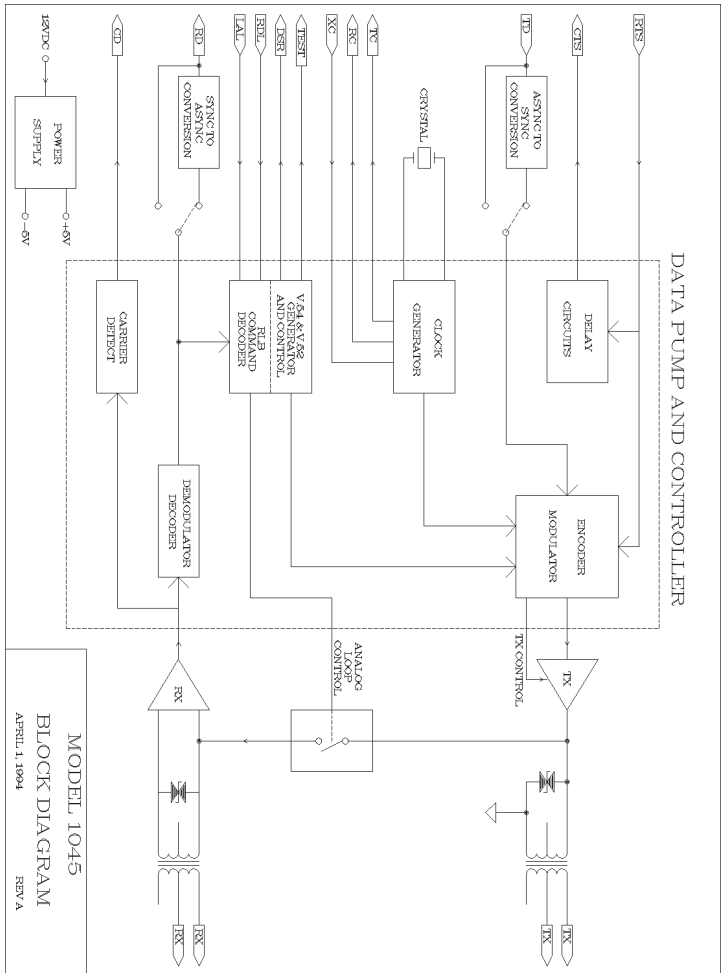 DATA PUMP AND CONTROLLER
RTS
CTS
TD
TC
RC
XC
TEST
DSR
RDL
LAL
RD
CD
12VDC
ASYNC TO
SYNC
CONVERSION
DELAY
CIRCUITS
ENCODER
MODULATOR
TX CONTROL
TX
TX
TX
CRYSTAL
CLOCK
GENERATOR
V.54 & V.52
GENERATOR
AND CONTROL
RLB
COMMAND
DECODER
ANALOG
LOOP
CONTROL
SYNC TO
ASYNC
CONVERSION
DEMODULATOR
DECODER
RX
RX
RX
CARRIER
DETECT
POWER
SUPPLY
+5V
-5V
MODEL 1045
BLOCK DIAGRAM
APRIL 1, 1994
REV A